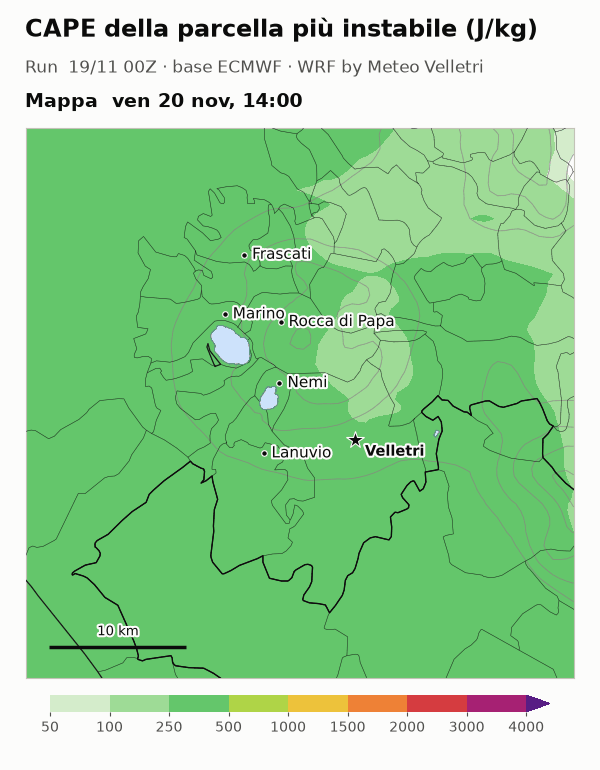 CAPE della parcella più instabile (J/kg)
Run  19/11 00Z · base ECMWF · WRF by Meteo Velletri
Mappa  ven 20 nov, 14:00
Frascati
Marino
Rocca di Papa
Nemi
Velletri
Lanuvio
10 km
50 100 250 500 1000 1500 2000 3000 4000